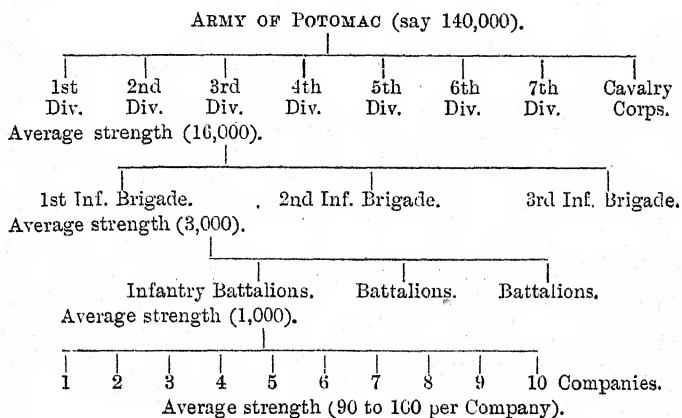 ARMY OF POTOMAC (say 140,000).
1st Div. 2nd Div. 3rd Div. 4th Div. 5th Div. 6th Div. 7th Div. Cavalry Corps.
Average strength (16,000).
1st Inf. Brigade. 2nd Inf. Brigade. 3rd Inf. Brigade.
Average strength (3,000).
Infantry Battalions. Battalions. Battalions.
Average strength (1,000).
1 2 3 4 5 6 7 8 9 10 Companies.
Average strength (90 to 100 per Company).